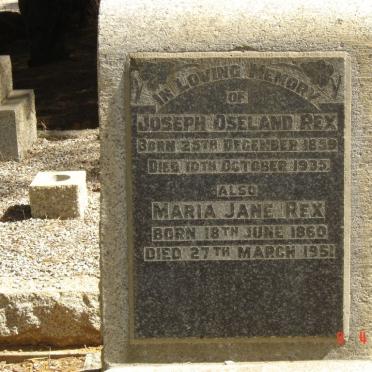 In Loving Memory
of
Joseph Oseland Rex
Born 25th December 1859
Died 10th October 1935
also
Maria Jane Rex
Born 18th June 1860
Died 27th March 1951